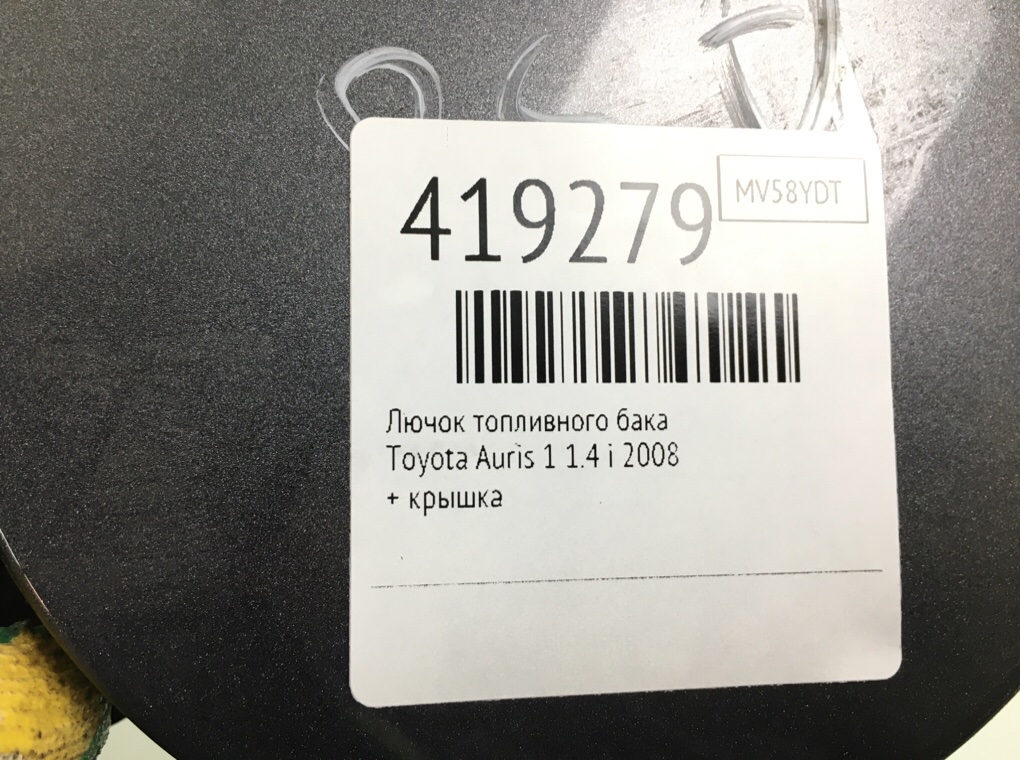 419279
MV58YDT
Лючок топливного бака
Toyota Auris 1 1.4 i 2008
+ крышка